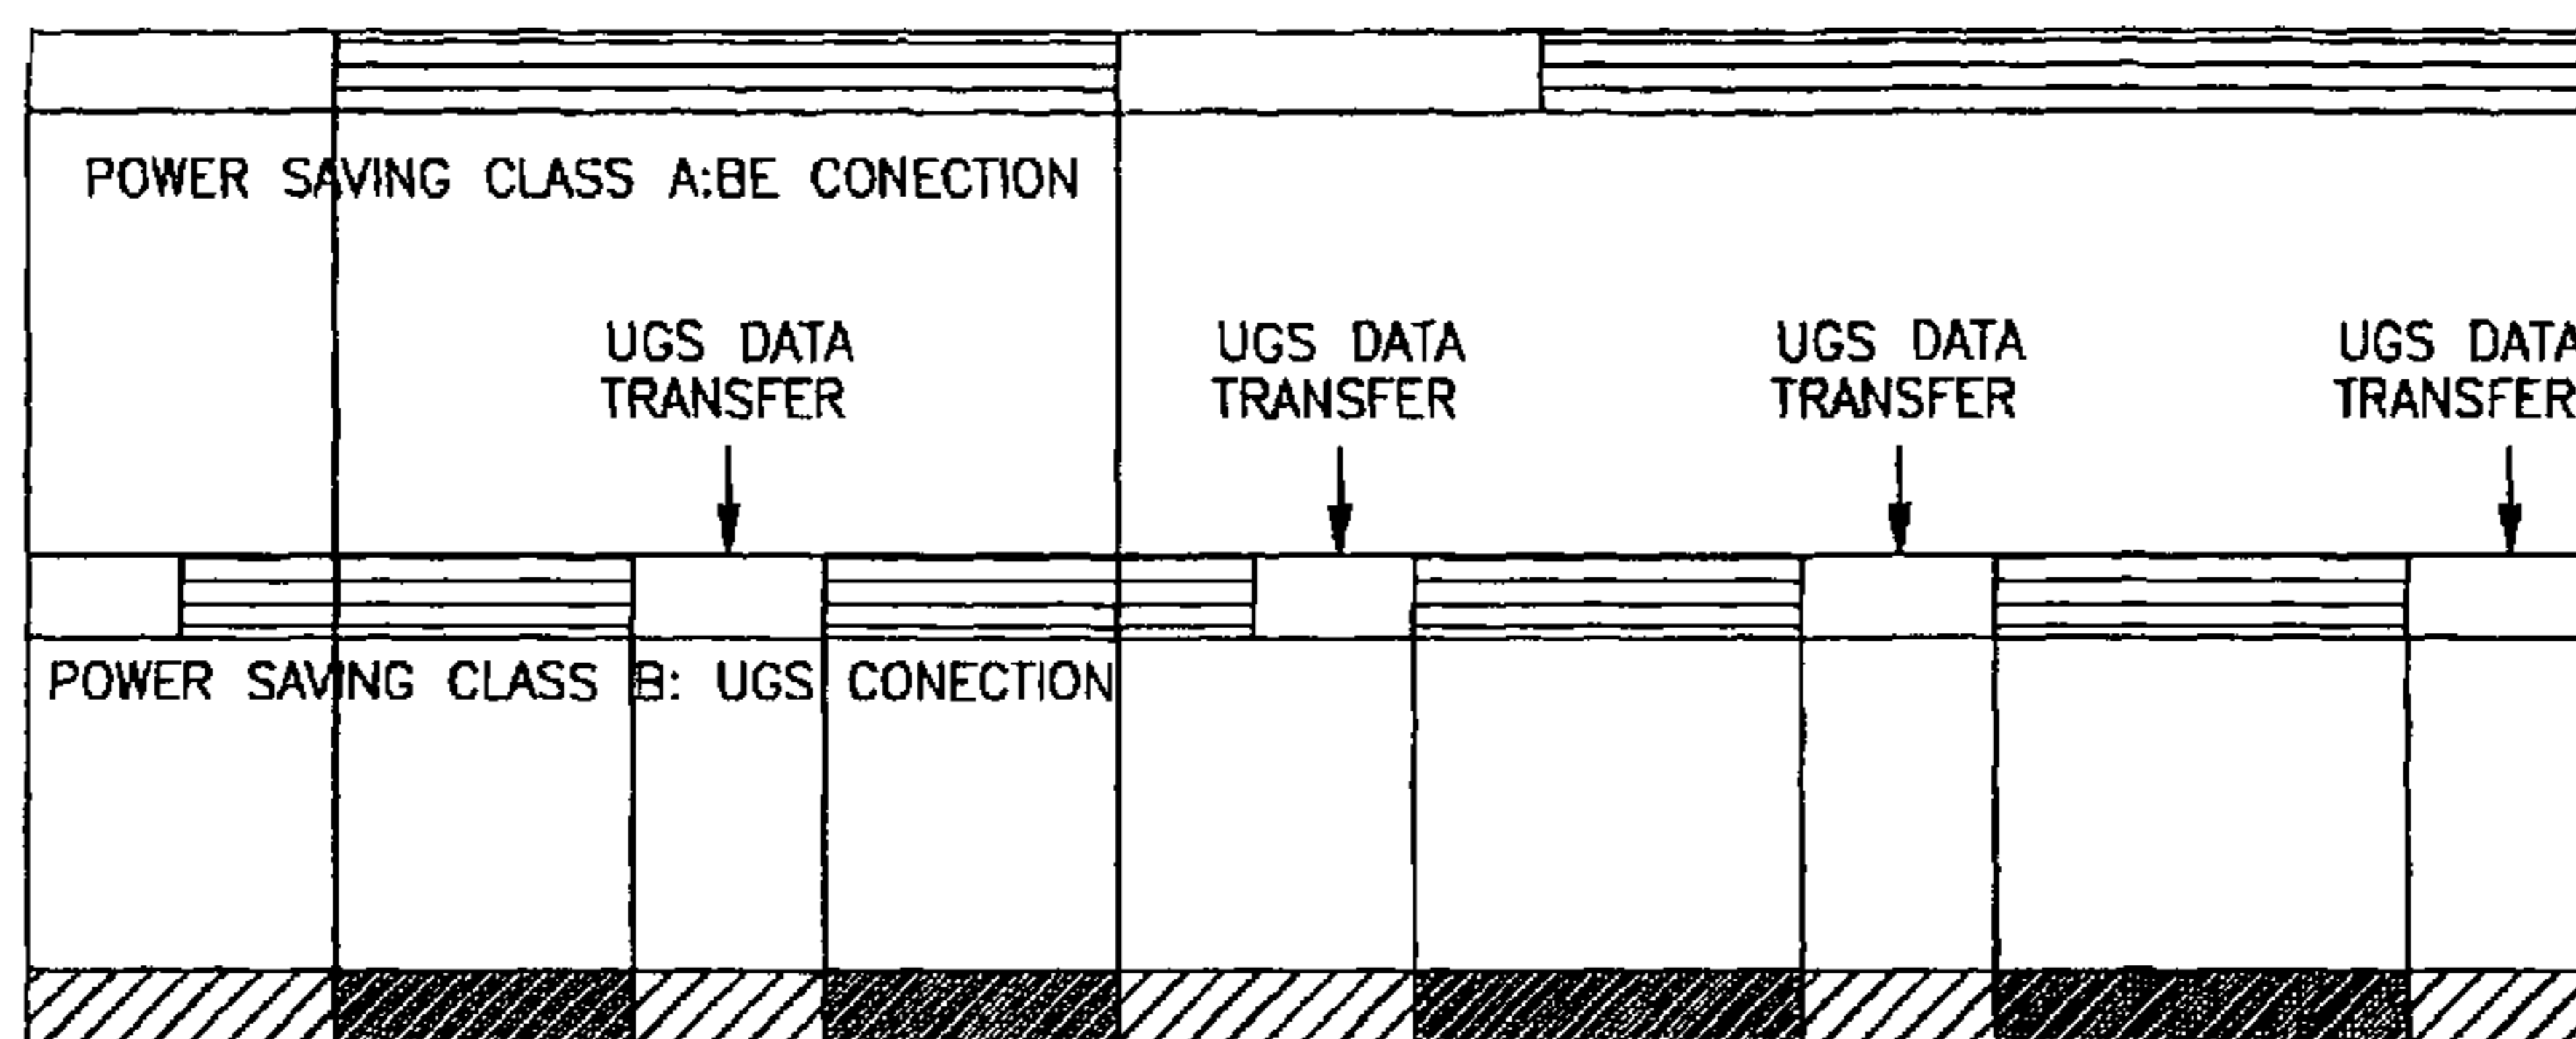 POWER SAVING CLASS A:BE CONECTION
UGS DATA
TRANSFER
UGS DATA
TRANSFER
UGS DATA
TRANSFER
UGS DATA
TRANSFER
POWER SAVING CLASS B: UGS CONECTION